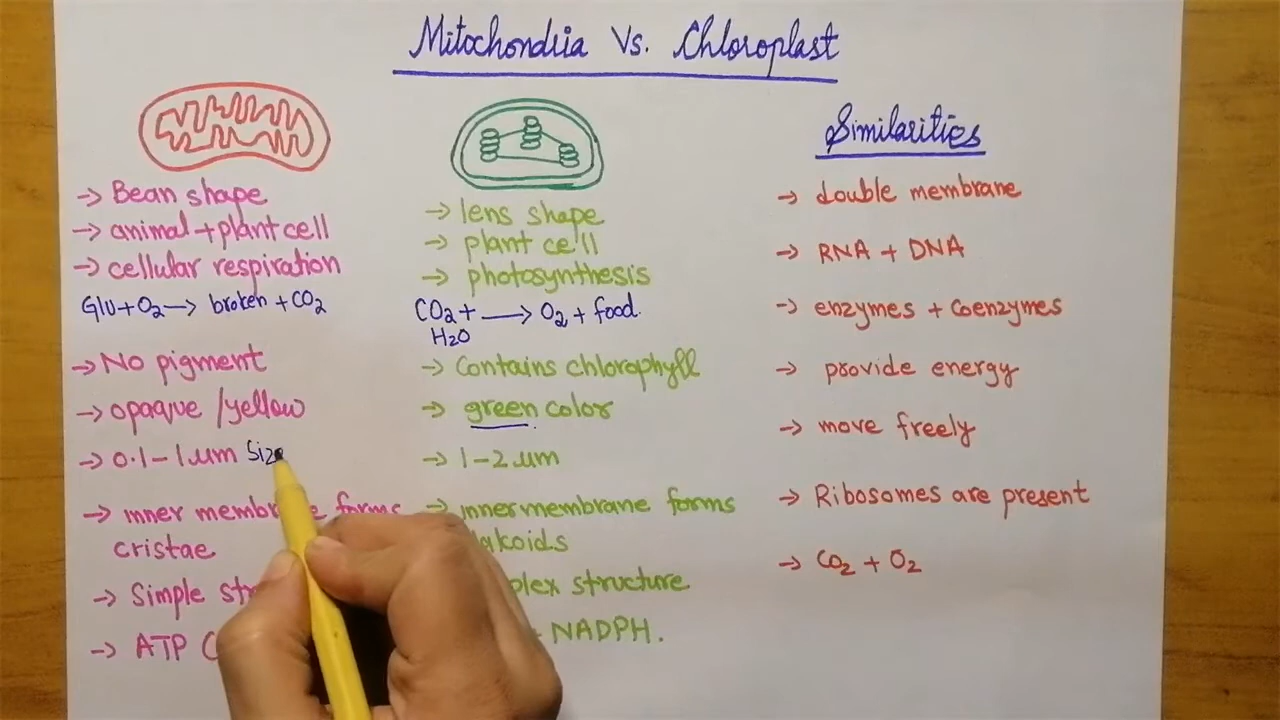 Mitochondria Vs. Chloroplast
-> Bean shape
-> animal + plant cell
-> cellular respiration
Glu + O2 -> broken + CO2
-> No pigment
-> opaque / yellow
-> 0.1 - 1 um Size
-> inner membrane forms
cristae
-> Simple
-> ATP
-> lens shape
-> plant cell
-> photosynthesis
CO2 + -> O2 + food.
H2O
-> Contains chlorophyll
-> green color
-> 1 - 2 um
-> innermembrane forms
structure
+ NADPH.
Similarities
-> double membrane
-> RNA + DNA
-> enzymes + Coenzymes
-> provide energy
-> move freely
-> Ribosomes are present
-> CO2 + O2